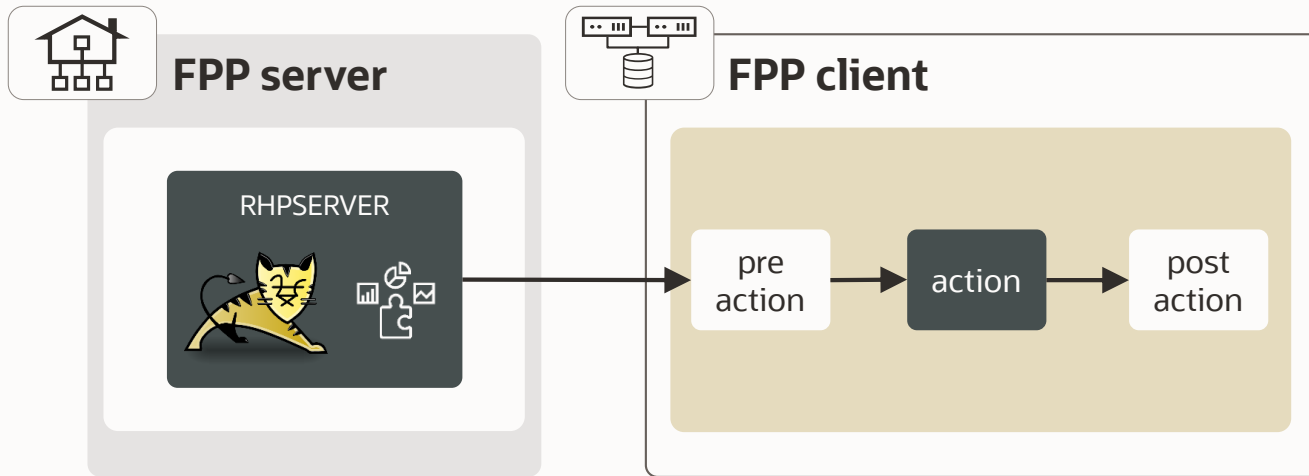 FPP server
FPP client
RHPSERVER
pre
action
action
post
action